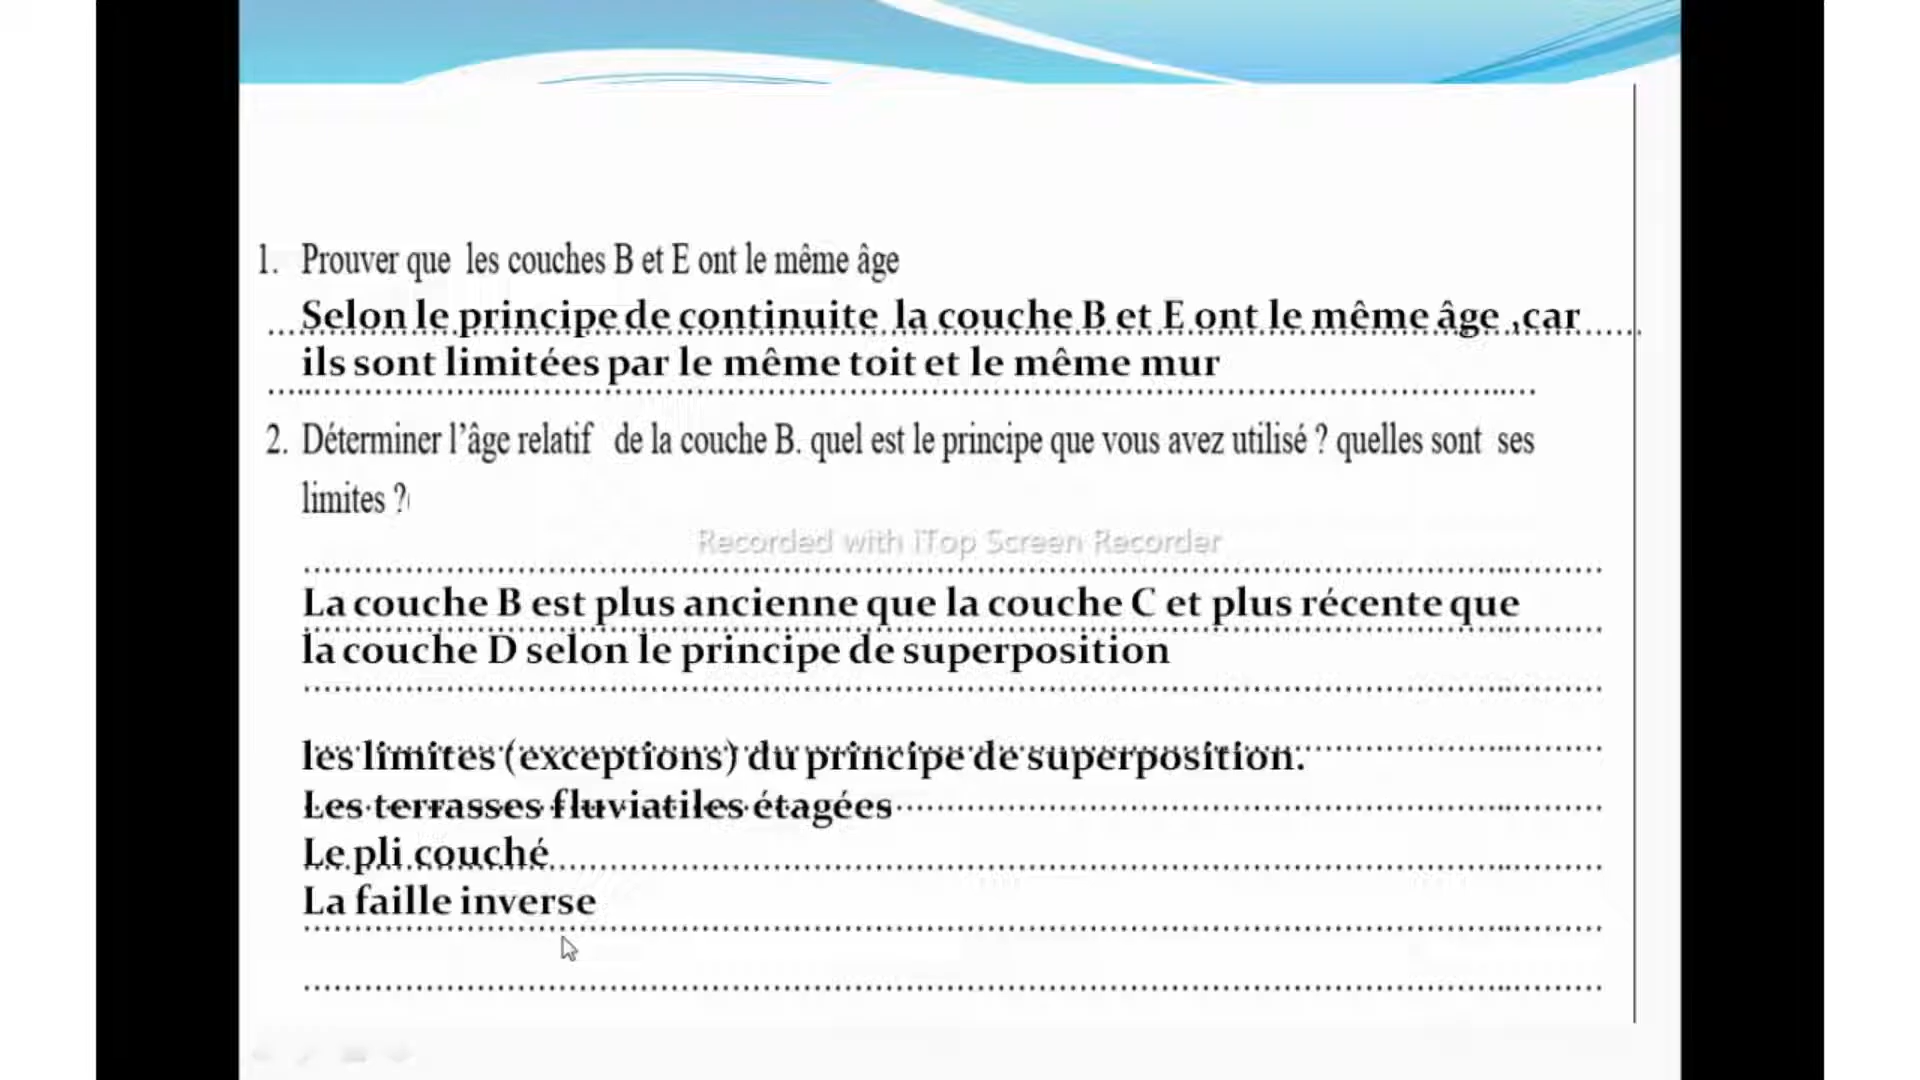 1. Prouver que les couches B et E ont le même âge
Selon le principe de continuite la couche B et E ont le même âge ,car
ils sont limitées par le même toit et le même mur
2. Déterminer l'âge relatif de la couche B. quel est le principe que vous avez utilisé ? quelles sont ses
limites ?
Recorded with iTop Screen Recorder
La couche B est plus ancienne que la couche C et plus récente que
la couche D selon le principe de superposition
les limites (exceptions) du principe de superposition.
Les terrasses fluviatiles étagées
Le pli couché
La faille inverse